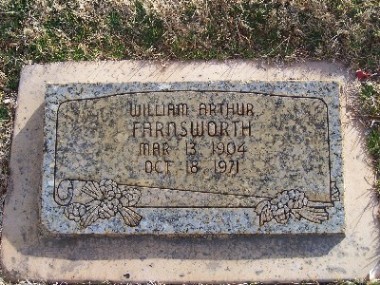 WILLIAM ARTHUR
FARNSWORTH
MAR 13 1904
OCT 18 1971